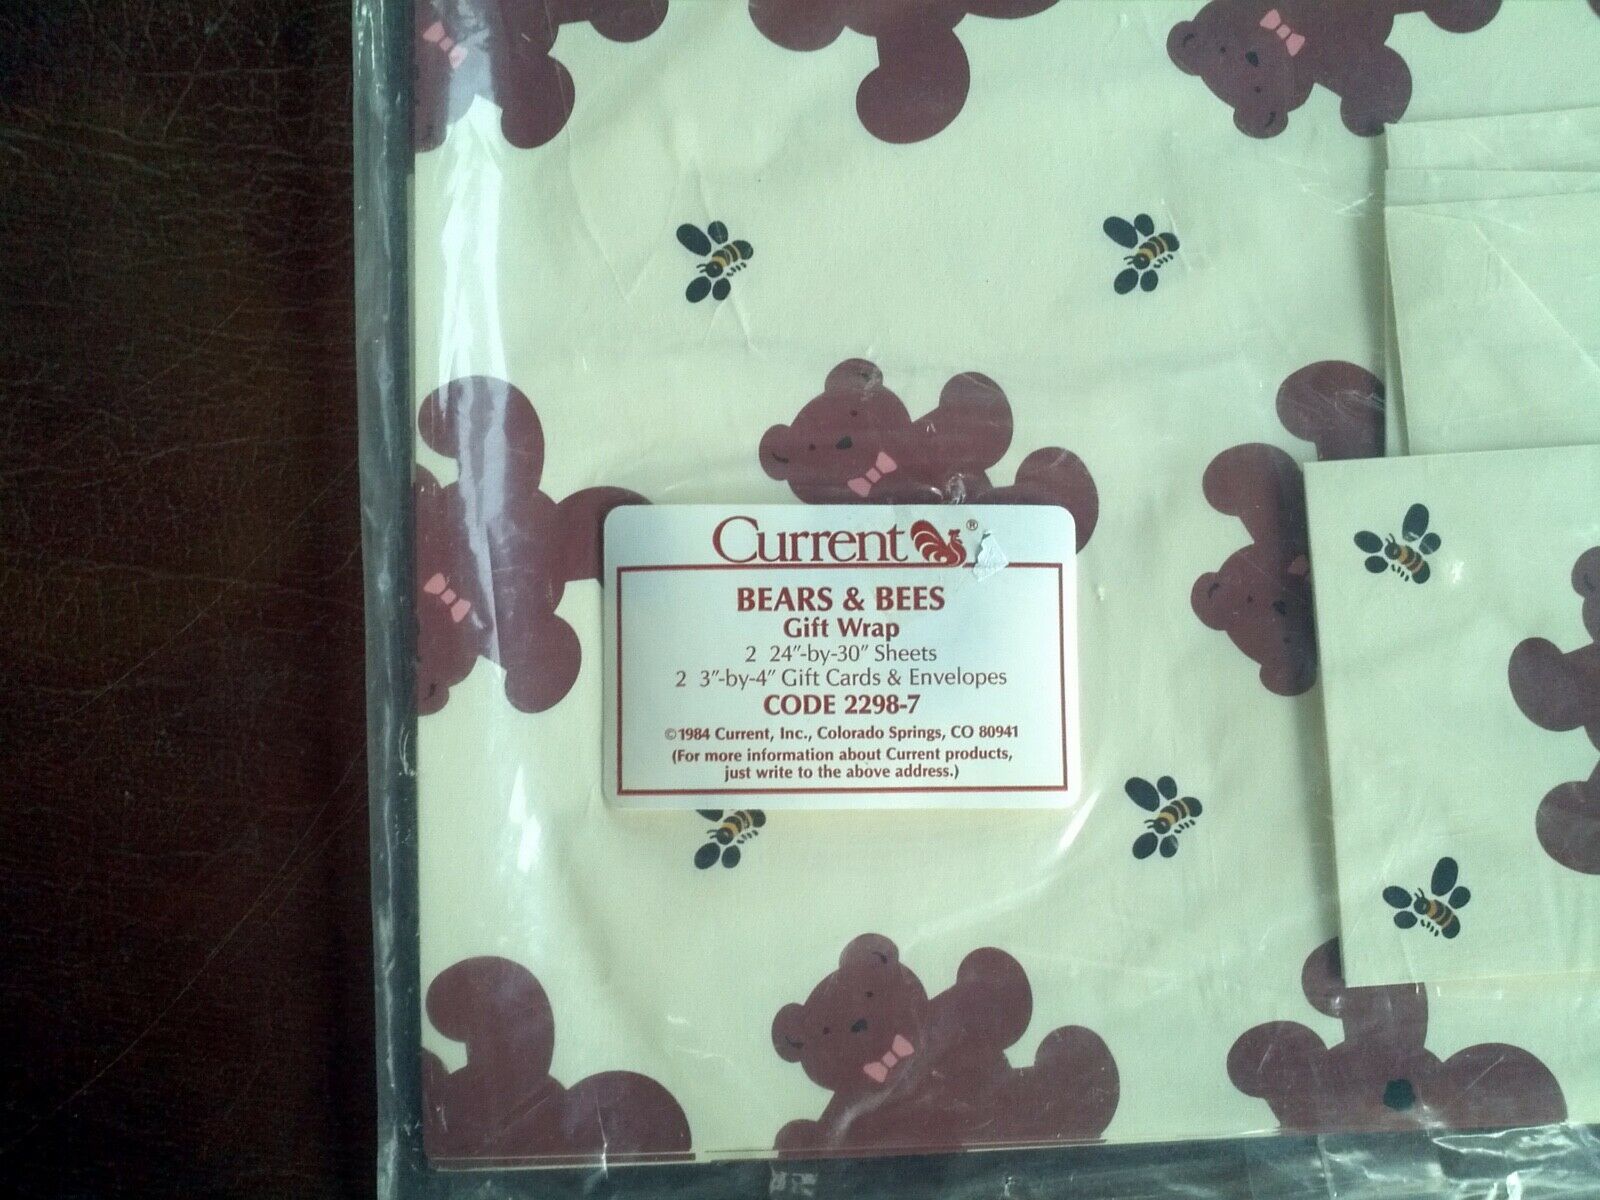 Current®
BEARS & BEES
Gift Wrap
2 24"-by-30" Sheets
2 3"-by-4" Gift Cards & Envelopes
CODE 2298-7
©1984 Current, Inc., Colorado Springs, CO 80941
(For more information about Current products,
just write to the above address.)